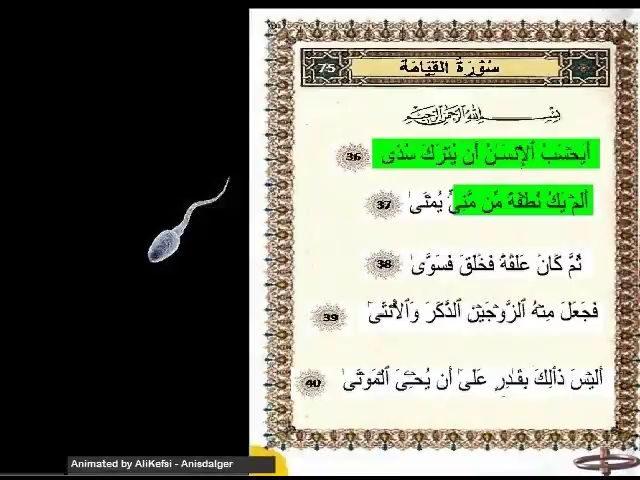 75 سُورَةُ القِيَامَة
بِسْمِ اللَّهِ الرَّحْمَٰنِ الرَّحِيمِ
أَيَحْسَبُ ٱلْإِنسَـٰنُ أَن يُتْرَكَ سُدًى 36
أَلَمْ يَكُ نُطْفَةً مِّن مَّنِىٍّ يُمْنَىٰ 37
ثُمَّ كَانَ عَلَقَةً فَخَلَقَ فَسَوَّىٰ 38
فَجَعَلَ مِنْهُ ٱلزَّوْجَيْنِ ٱلذَّكَرَ وَٱلْأُنثَىٰٓ 39
أَلَيْسَ ذَٰلِكَ بِقَـٰدِرٍ عَلَىٰٓ أَن يُحْـِۧىَ ٱلْمَوْتَىٰ 40
Animated by AliKefsi - Anisdalger